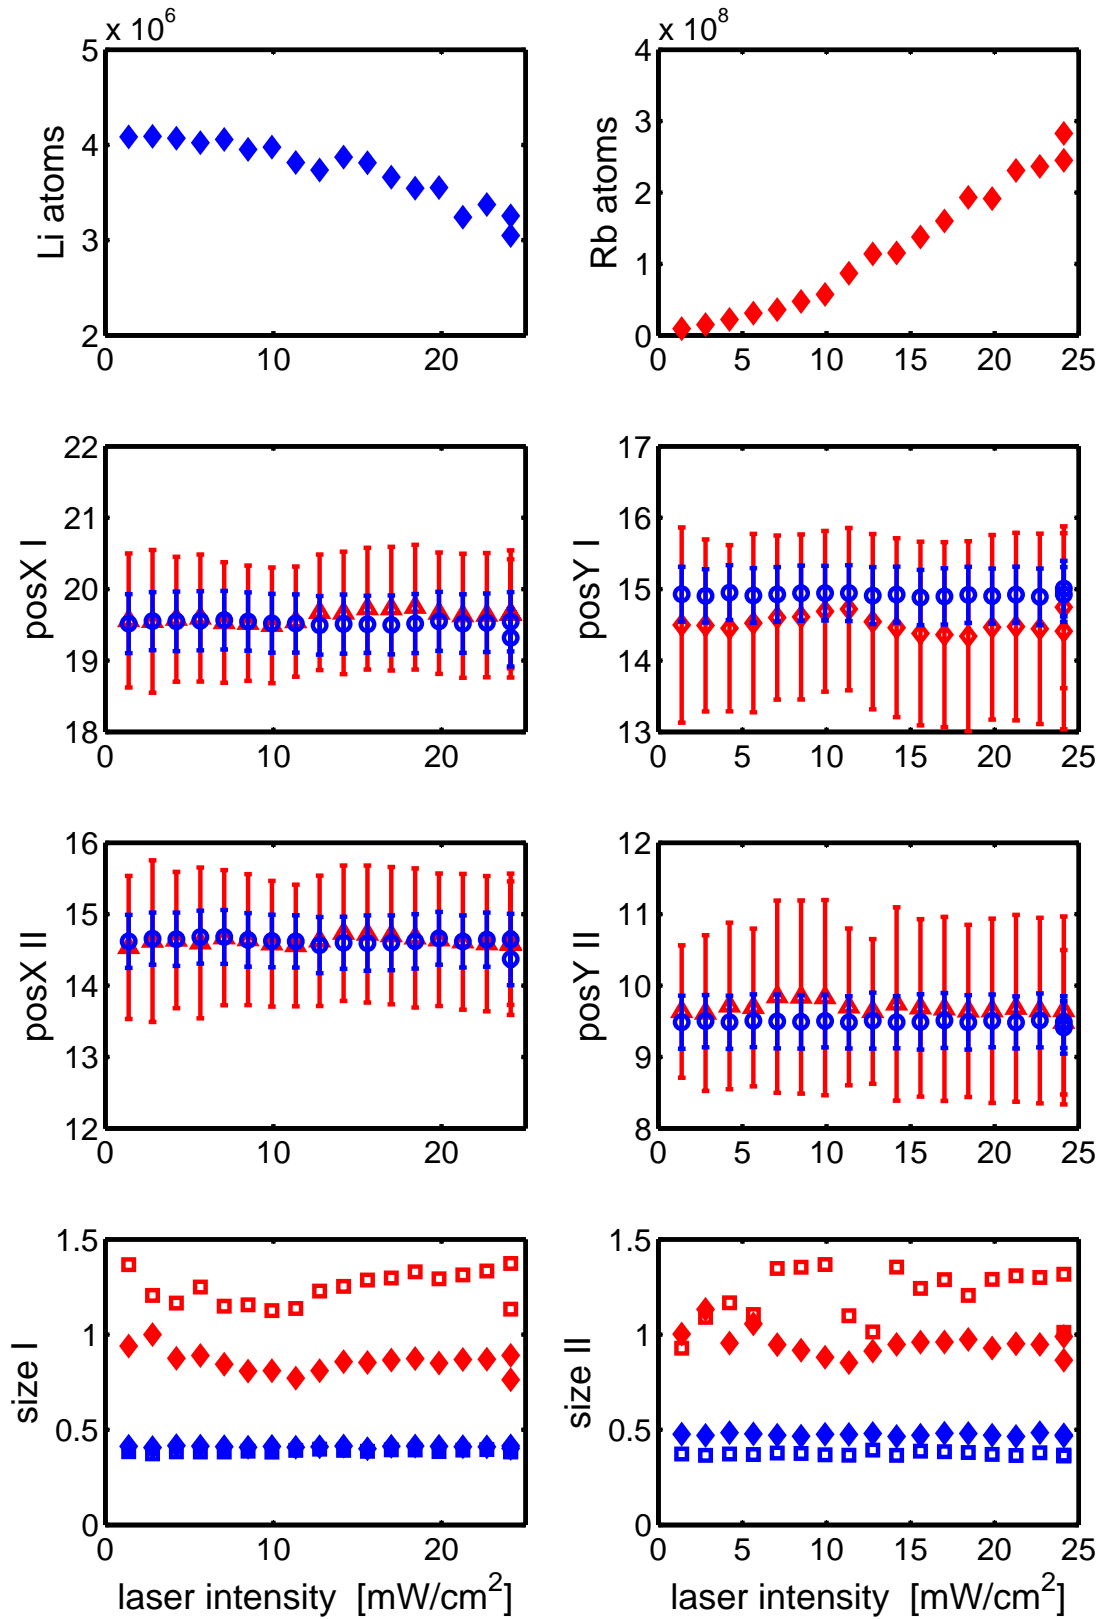 x 10^6
5
4
3
2
0 10 20
Li atoms
x 10^8
4
3
2
1
0
0 5 10 15 20 25
Rb atoms
22
21
20
19
18
0 10 20
posX I
17
16
15
14
13
0 5 10 15 20 25
posY I
16
15
14
13
12
0 10 20
posX II
12
11
10
9
8
0 5 10 15 20 25
posY II
1.5
1
0.5
0
0 10 20
size I
laser intensity [mW/cm^2]
1.5
1
0.5
0
0 5 10 15 20 25
size II
laser intensity [mW/cm^2]